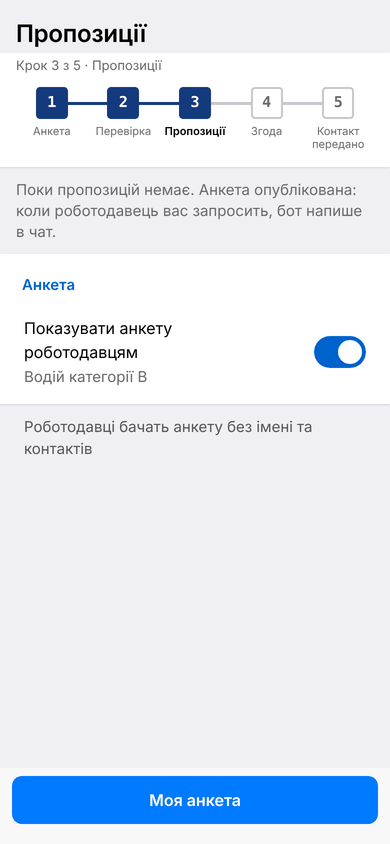 Пропозиції
Крок 3 з 5 · Пропозиції
1 2 3 4 5
Анкета Перевірка Пропозиції Згода Контакт передано
Поки пропозицій немає. Анкета опублікована:
коли роботодавець вас запросить, бот напише
в чат.
Анкета
Показувати анкету
роботодавцям
Водій категорії B
Роботодавці бачать анкету без імені та
контактів
Моя анкета